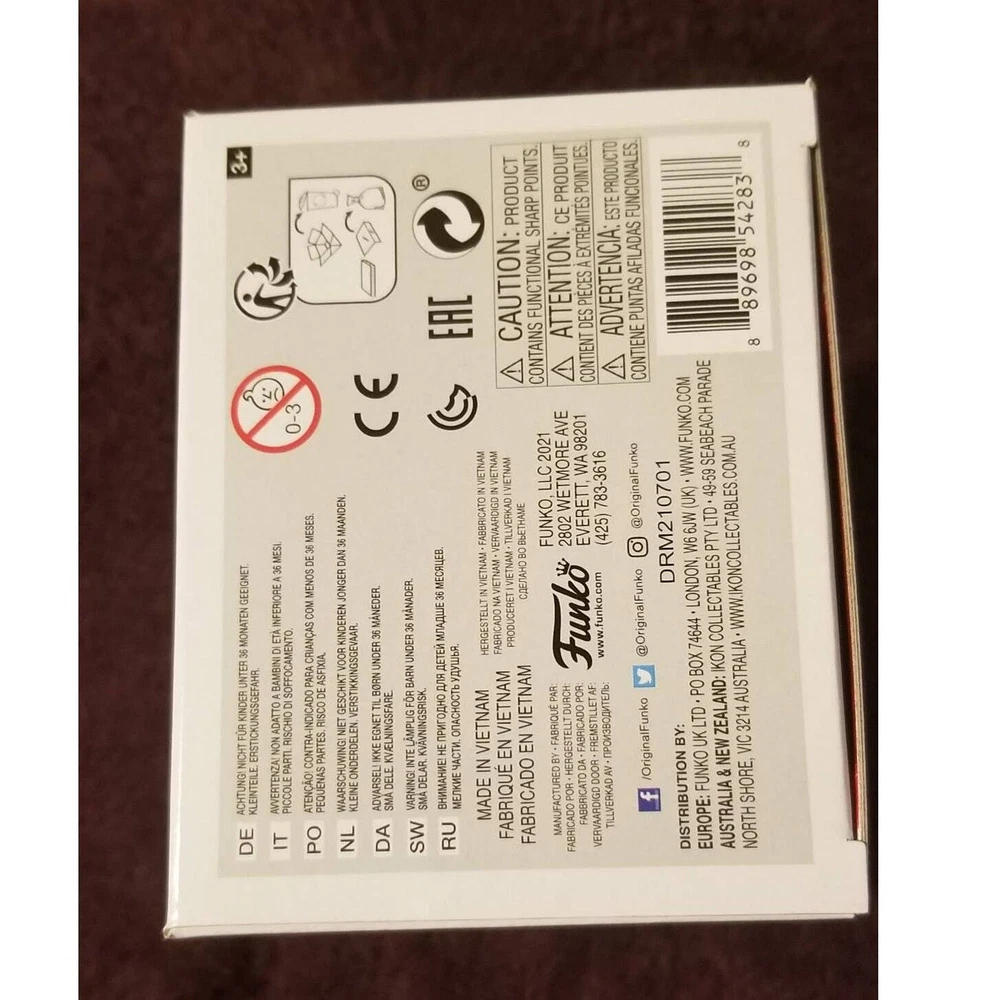 3+
0-3
DE ACHTUNG! NICHT FÜR KINDER UNTER 36 MONATEN GEEIGNET.
KLEINTEILE. ERSTICKUNGSGEFAHR.
IT AVVERTENZA! NON ADATTO A BAMBINI DI ETÀ INFERIORE A 36 MESI.
PICCOLE PARTI. RISCHIO DI SOFFOCAMENTO.
PO ATENÇÃO! CONTRA-INDICADO PARA CRIANÇAS COM MENOS DE 36 MESES.
PEQUENAS PARTES. RISCO DE ASFIXIA.
NL WAARSCHUWING! NIET GESCHIKT VOOR KINDEREN JONGER DAN 36 MAANDEN.
KLEINE ONDERDELEN. VERSTIKKINGSGEVAAR.
DA ADVARSEL! IKKE EGNET TIL BØRN UNDER 36 MÅNEDER.
SMÅ DELE. KVÆLNINGSFARE.
SW VARNING! INTE LÄMPLIG FÖR BARN UNDER 36 MÅNADER.
SMÅ DELAR. KVÄVNINGSRISK.
RU ВНИМАНИЕ! НЕ ПРИГОДНО ДЛЯ ДЕТЕЙ МЛАДШЕ 36 МЕСЯЦЕВ.
МЕЛКИЕ ЧАСТИ. ОПАСНОСТЬ УДУШЬЯ.
CE
EAC
®
MADE IN VIETNAM
FABRIQUÉ EN VIETNAM
FABRICADO EN VIETNAM
HERGESTELLT IN VIETNAM • FABBRICATO IN VIETNAM
FABRICADO NA VIETNAM • VERVAARDIGD IN VIETNAM
PRODUCERET I VIETNAM • TILLVERKAD I VIETNAM
СДЕЛАНО ВО ВЬЕТНАМЕ
CAUTION: PRODUCT
CONTAINS FUNCTIONAL SHARP POINTS.
ATTENTION: CE PRODUIT
CONTIENT DES PIÈCES À EXTRÉMITÉS POINTUES.
ADVERTENCIA: ESTE PRODUCTO
CONTIENE PUNTAS AFILADAS FUNCIONALES.
MANUFACTURED BY • FABRIQUÉ PAR:
FABRICADO POR • HERGESTELLT DURCH:
FABBRICATO DA • FABRICADO POR:
VERVAARDIGD DOOR • FREMSTILLET AF:
TILLVERKAD AV • ПРОИЗВОДИТЕЛЬ:
Funko
www.funko.com
FUNKO, LLC 2021
2802 WETMORE AVE
EVERETT, WA 98201
(425) 783-3616
/OriginalFunko @OriginalFunko @OriginalFunko
DRM210701
DISTRIBUTION BY:
EUROPE: FUNKO UK LTD • PO BOX 74644 • LONDON, W6 6JW (UK) • WWW.FUNKO.COM
AUSTRALIA & NEW ZEALAND: IKON COLLECTABLES PTY LTD • 49-59 SEABEACH PARADE
NORTH SHORE, VIC 3214 AUSTRALIA • WWW.IKONCOLLECTABLES.COM.AU
8 89698 54283 8